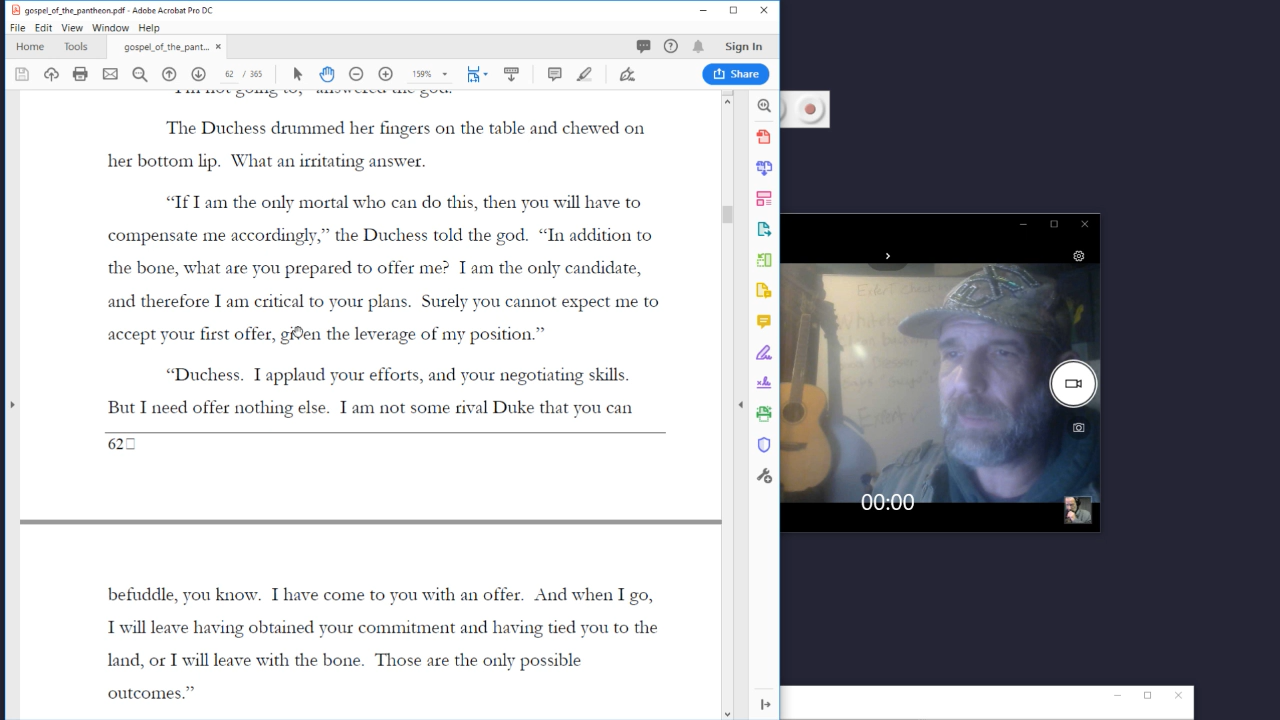 gospel_of_the_pantheon.pdf - Adobe Acrobat Pro DC
File Edit View Window Help
Home Tools gospel_of_the_pant... ×
Sign In
62 / 365
159%
Share
"I'm not going to," answered the god.
The Duchess drummed her fingers on the table and chewed on
her bottom lip.  What an irritating answer.
“If I am the only mortal who can do this, then you will have to
compensate me accordingly,” the Duchess told the god.  “In addition to
the bone, what are you prepared to offer me?  I am the only candidate,
and therefore I am critical to your plans.  Surely you cannot expect me to
accept your first offer, given the leverage of my position.”
“Duchess.  I applaud your efforts, and your negotiating skills.
But I need offer nothing else.  I am not some rival Duke that you can
62
befuddle, you know.  I have come to you with an offer.  And when I go,
I will leave having obtained your commitment and having tied you to the
land, or I will leave with the bone.  Those are the only possible
outcomes.”
00:00